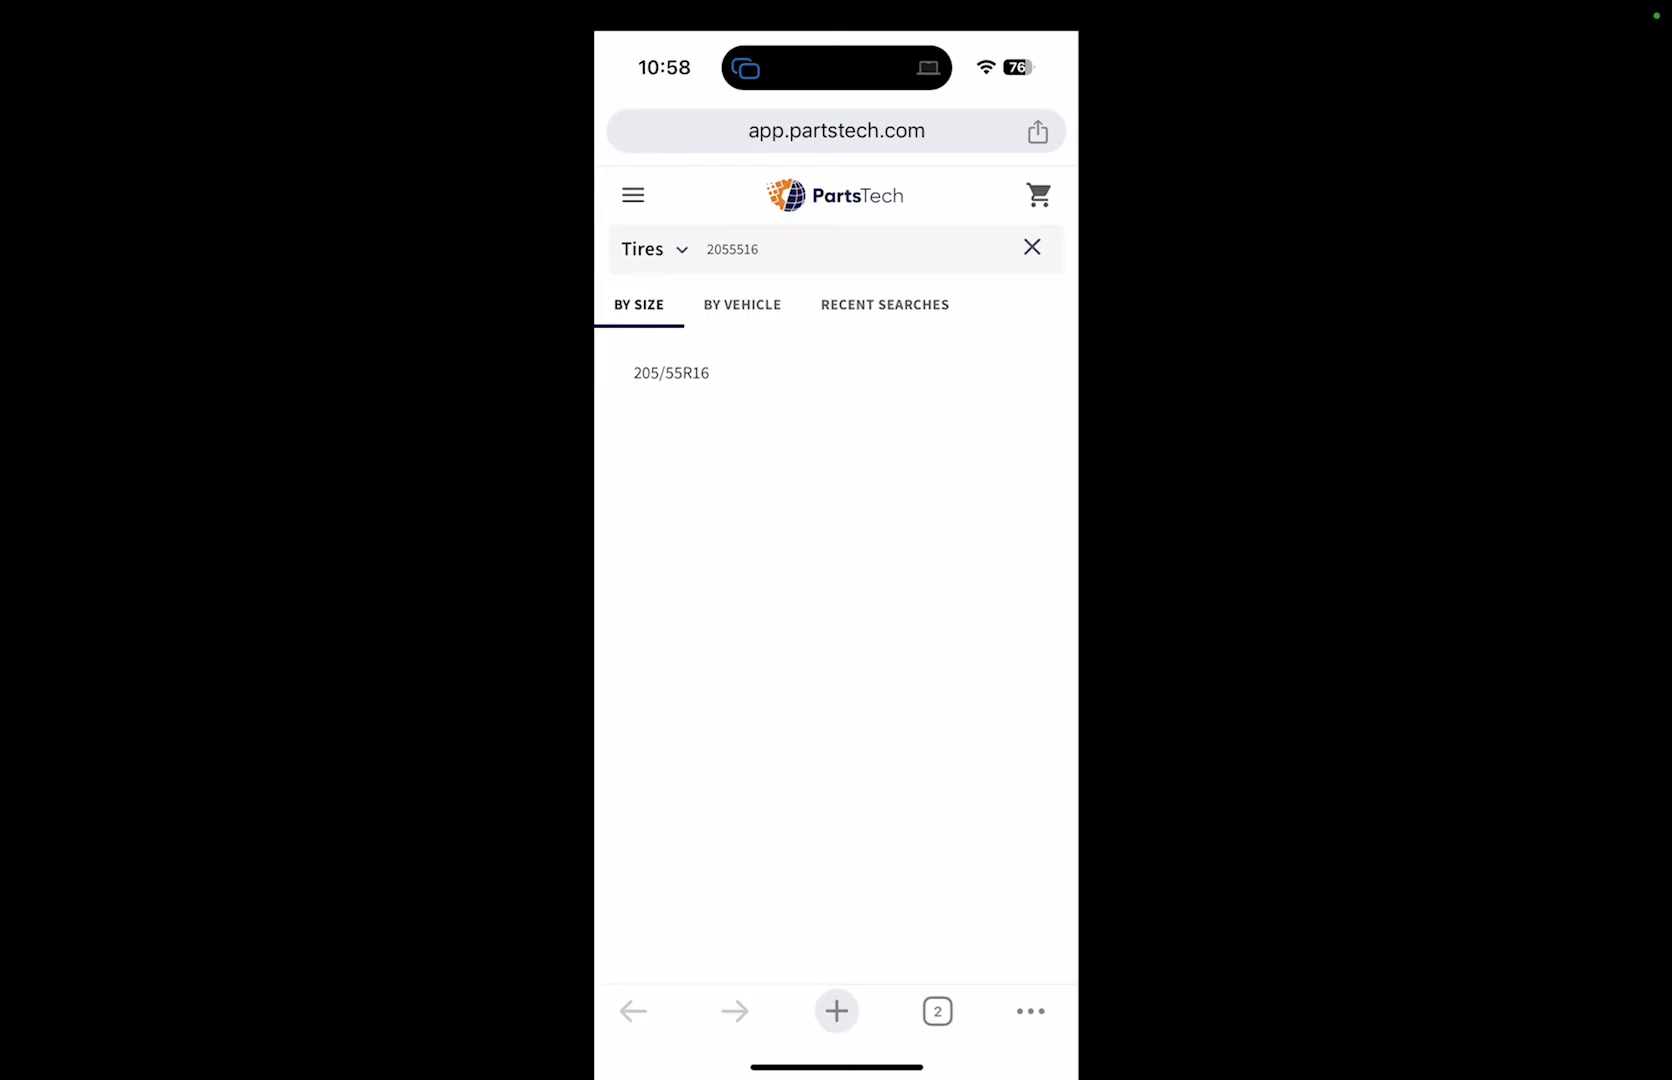 10:58
76
app.partstech.com
PartsTech
Tires 2055516
BY SIZE BY VEHICLE RECENT SEARCHES
205/55R16
2